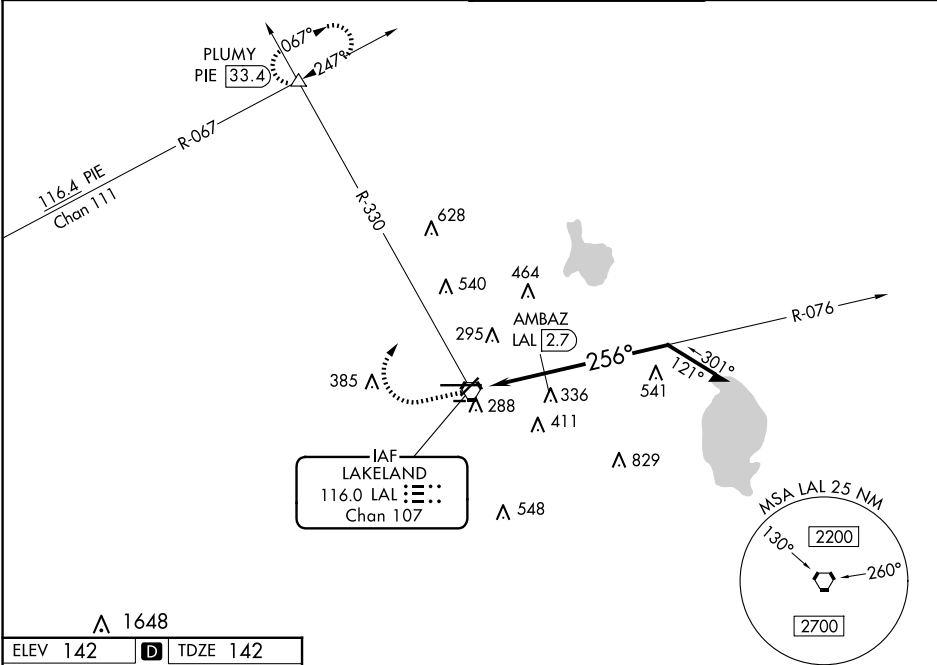 067°
247°
PLUMY
PIE 33.4
R-067
116.4 PIE
Chan 111
R-330
628
540
464
295
AMBAZ
LAL 2.7
R-076
256°
301°
121°
385
288
336
541
411
829
548
IAF
LAKELAND
116.0 LAL
Chan 107
MSA LAL 25 NM
130°
2200
260°
2700
1648
ELEV 142 D TDZE 142